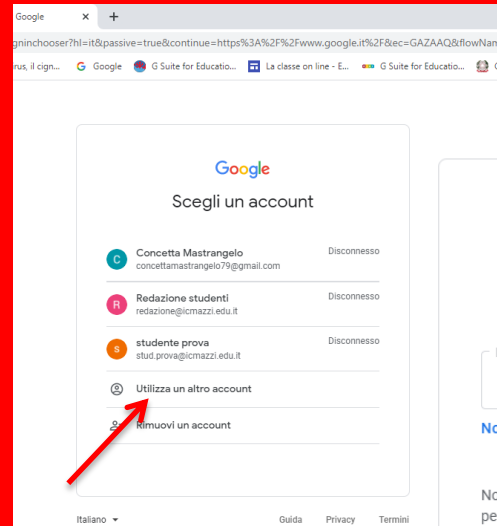 Google
gninchooser?hl=it&passive=true&continue=https%3A%2F%2Fwww.google.it%2F&ec=GAZAAQ&flowNam
rus, il cign... Google G Suite for Educatio... La classe on line - E... G Suite for Educatio...
Google
Scegli un account
C Concetta Mastrangelo Disconnesso
concettamastrangelo79@gmail.com
R Redazione studenti Disconnesso
redazione@icmazzi.edu.it
s studente prova Disconnesso
stud.prova@icmazzi.edu.it
Utilizza un altro account
Rimuovi un account
No
No
pe
Italiano Guida Privacy Termini